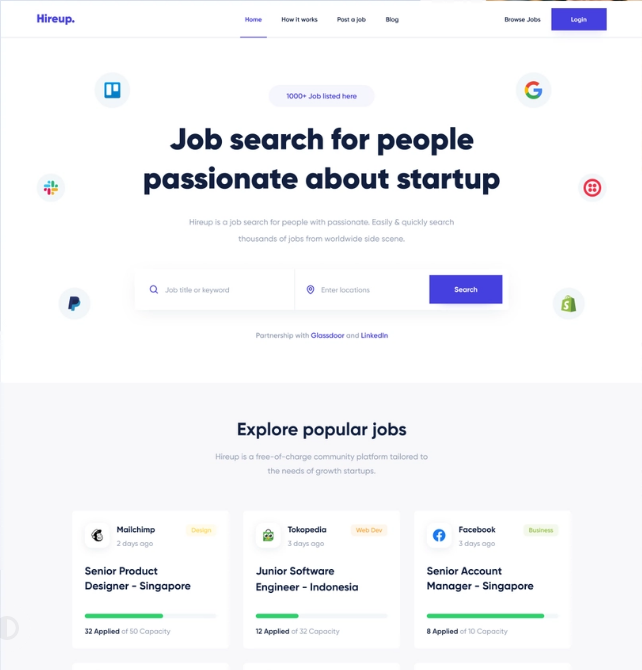 Hireup.
Home
How it works
Post a job
Blog
Browse Jobs
Login
1000+ Job listed here
Job search for people
passionate about startup
Hireup is a job search for people with passionate. Easily & quickly search
thousands of jobs from worldwide side scene.
Job title or keyword
Enter locations
Search
Partnership with Glassdoor and LinkedIn
Explore popular jobs
Hireup is a free-of-charge community platform tailored to
the needs of growth startups.
Mailchimp
Design
2 days ago
Senior Product
Designer - Singapore
32 Applied of 50 Capacity
Tokopedia
Web Dev
3 days ago
Junior Software
Engineer - Indonesia
12 Applied of 32 Capacity
Facebook
Business
3 days ago
Senior Account
Manager - Singapore
8 Applied of 10 Capacity